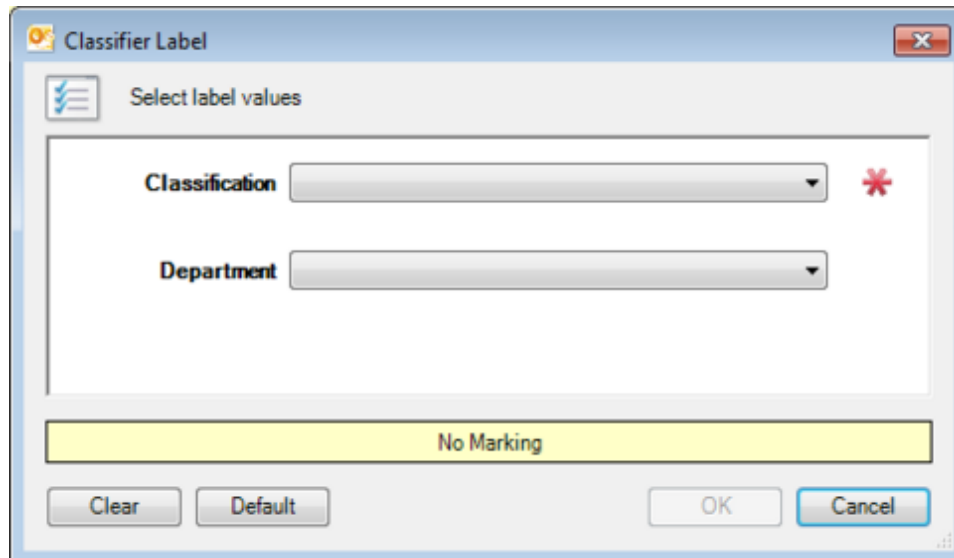 Classifier Label
Select label values
Classification
Department
No Marking
Clear Default OK Cancel